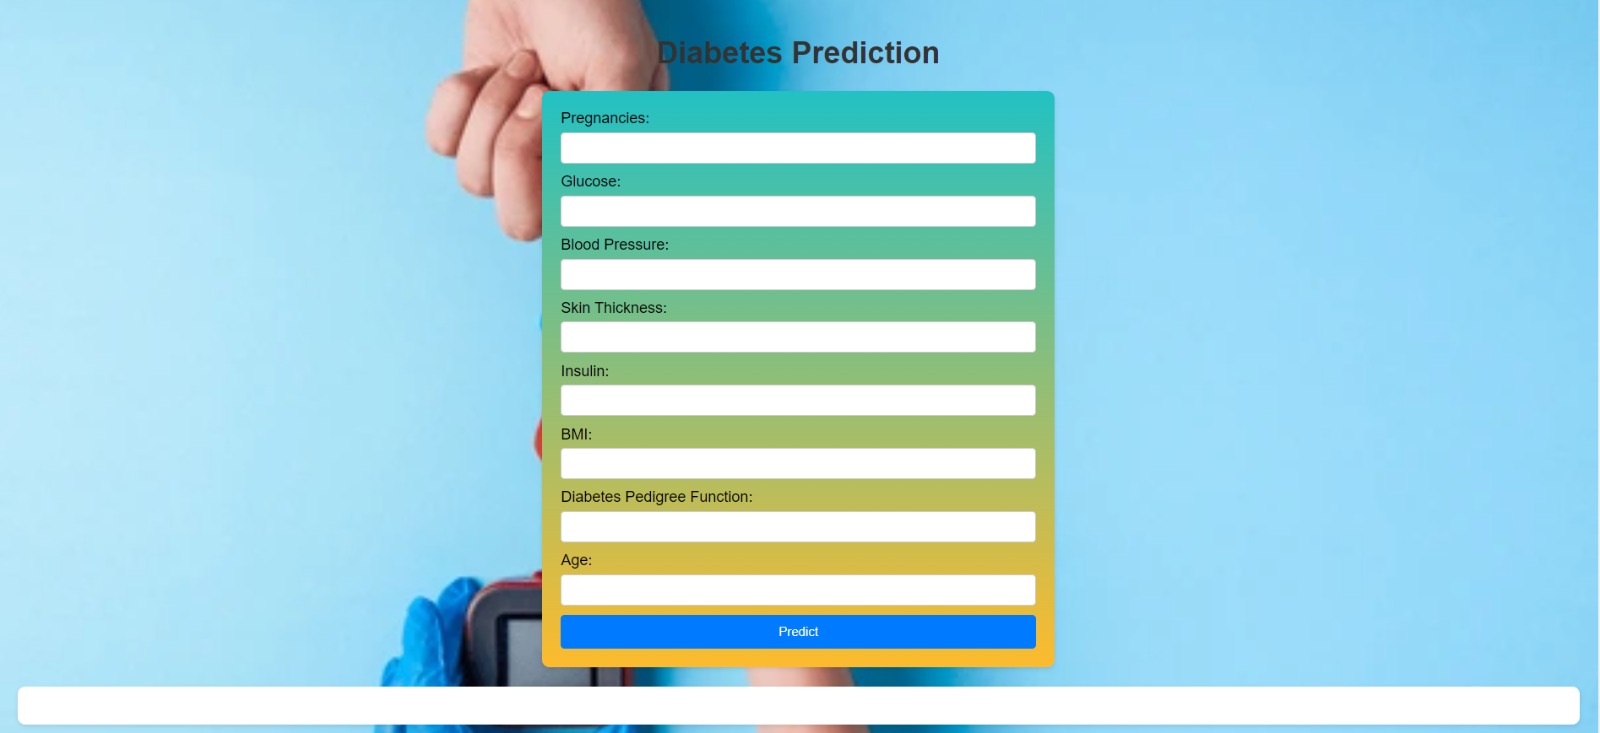 Diabetes Prediction
Pregnancies:
Glucose:
Blood Pressure:
Skin Thickness:
Insulin:
BMI:
Diabetes Pedigree Function:
Age:
Predict